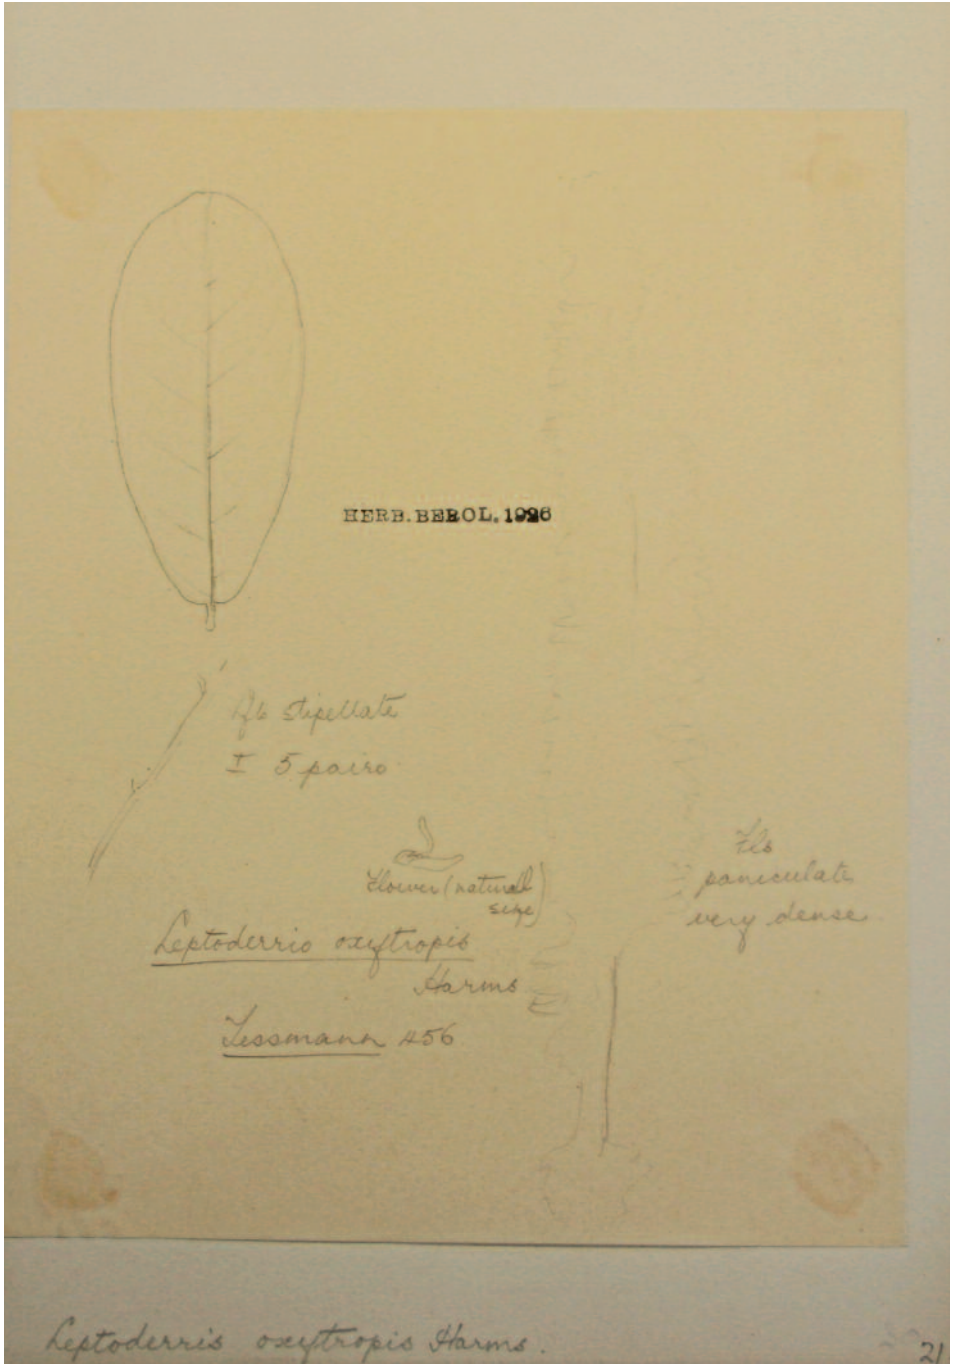 HERB. BEROL. 1926
lfts stipellate
I 5 pairs
Flower (natural
size)
Fls
paniculate
very dense
Leptoderris oxytropis
Harms
Tessmann 456
Leptoderris oxytropis Harms.
21